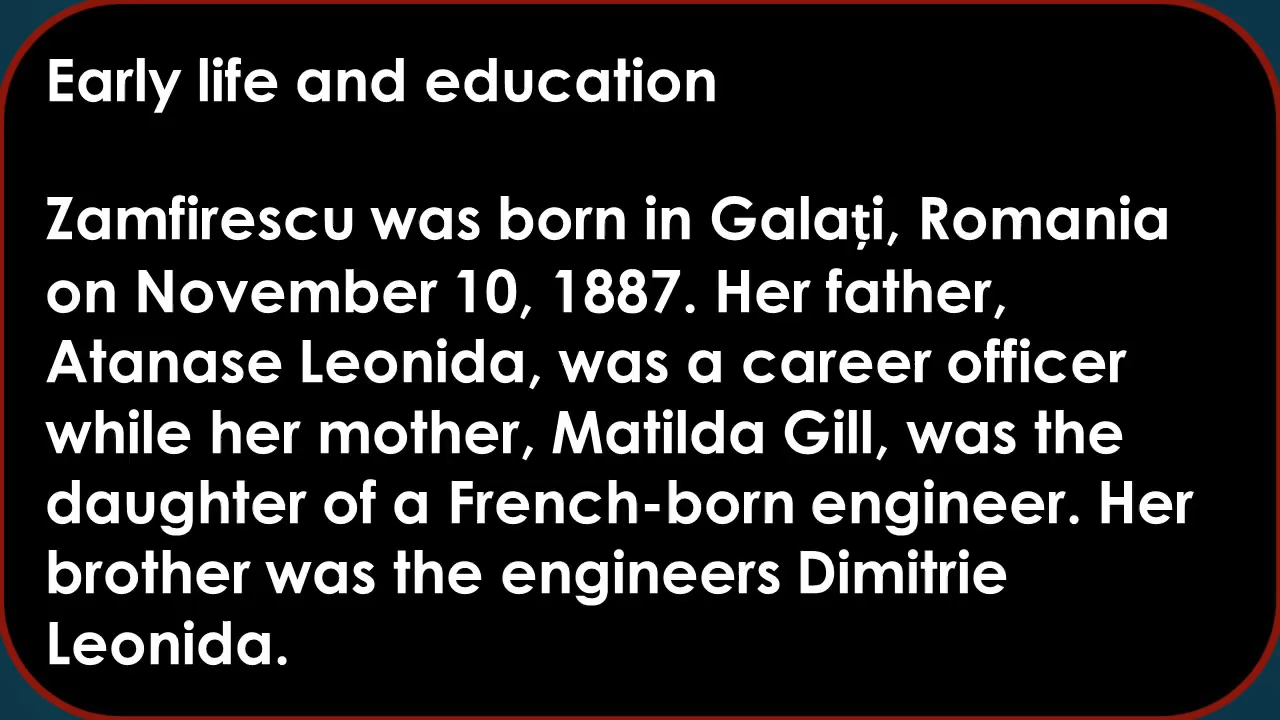 Early life and education
Zamfirescu was born in Galați, Romania
on November 10, 1887. Her father,
Atanase Leonida, was a career officer
while her mother, Matilda Gill, was the
daughter of a French-born engineer. Her
brother was the engineers Dimitrie
Leonida.